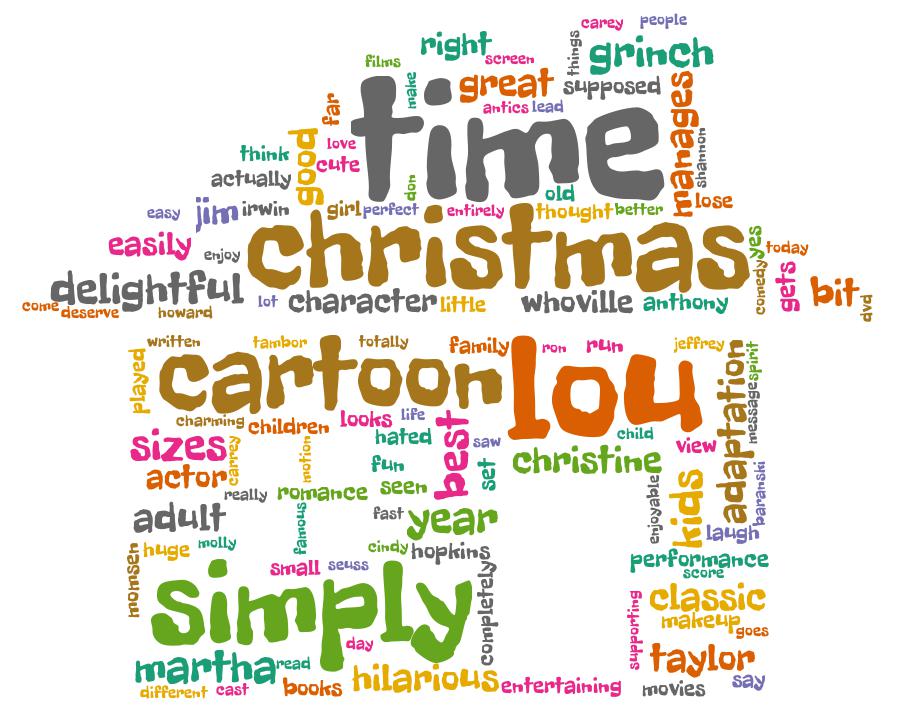 carey people
right things grinch
films screen
great supposed
make
time
antics lead
manages
far
love
good
cute
think
actually
don
old
shannon
lose
easy jim irwin girl perfect entirely thought better
easily enjoy christmas yes today
comedy gets
delightful bit
lot character little whoville anthony
come deserve howard dvd
written tambor totally family ron run jeffrey
played cartoon lou adaptation spirit
message
charming children looks life
hated best saw child
sizes carrey motion christine view
actor fun set
really romance seen enjoyable kids baranski
adult famous fast year laugh
huge molly cindy hopkins
momsen small seuss performance
score
simply completely supporting classic
makeup
goes
day
martha read taylor
different cast books hilarious entertaining movies say